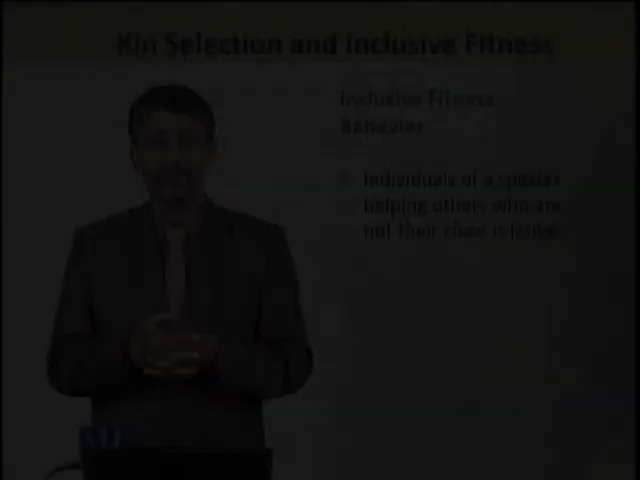 Kin Selection and Inclusive Fitness
Inclusive Fitness
Behavior
Individuals of a species
helping others who are
not their close relative